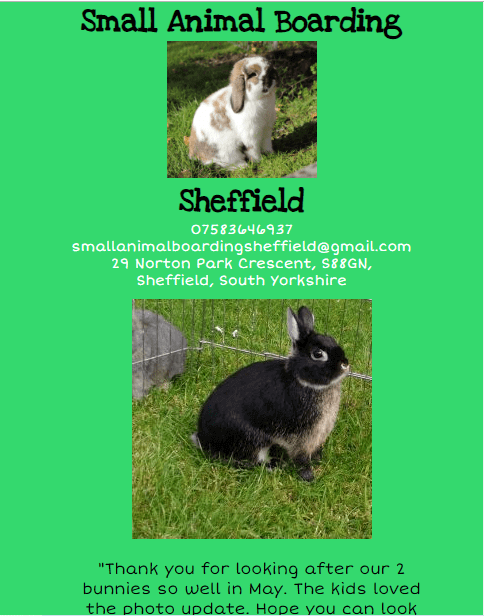 Small Animal Boarding
Sheffield
07583646937
smallanimalboardingsheffield@gmail.com
29 Norton Park Crescent, S88GN,
Sheffield, South Yorkshire
"Thank you for looking after our 2
bunnies so well in May. The kids loved
the photo update. Hope you can look